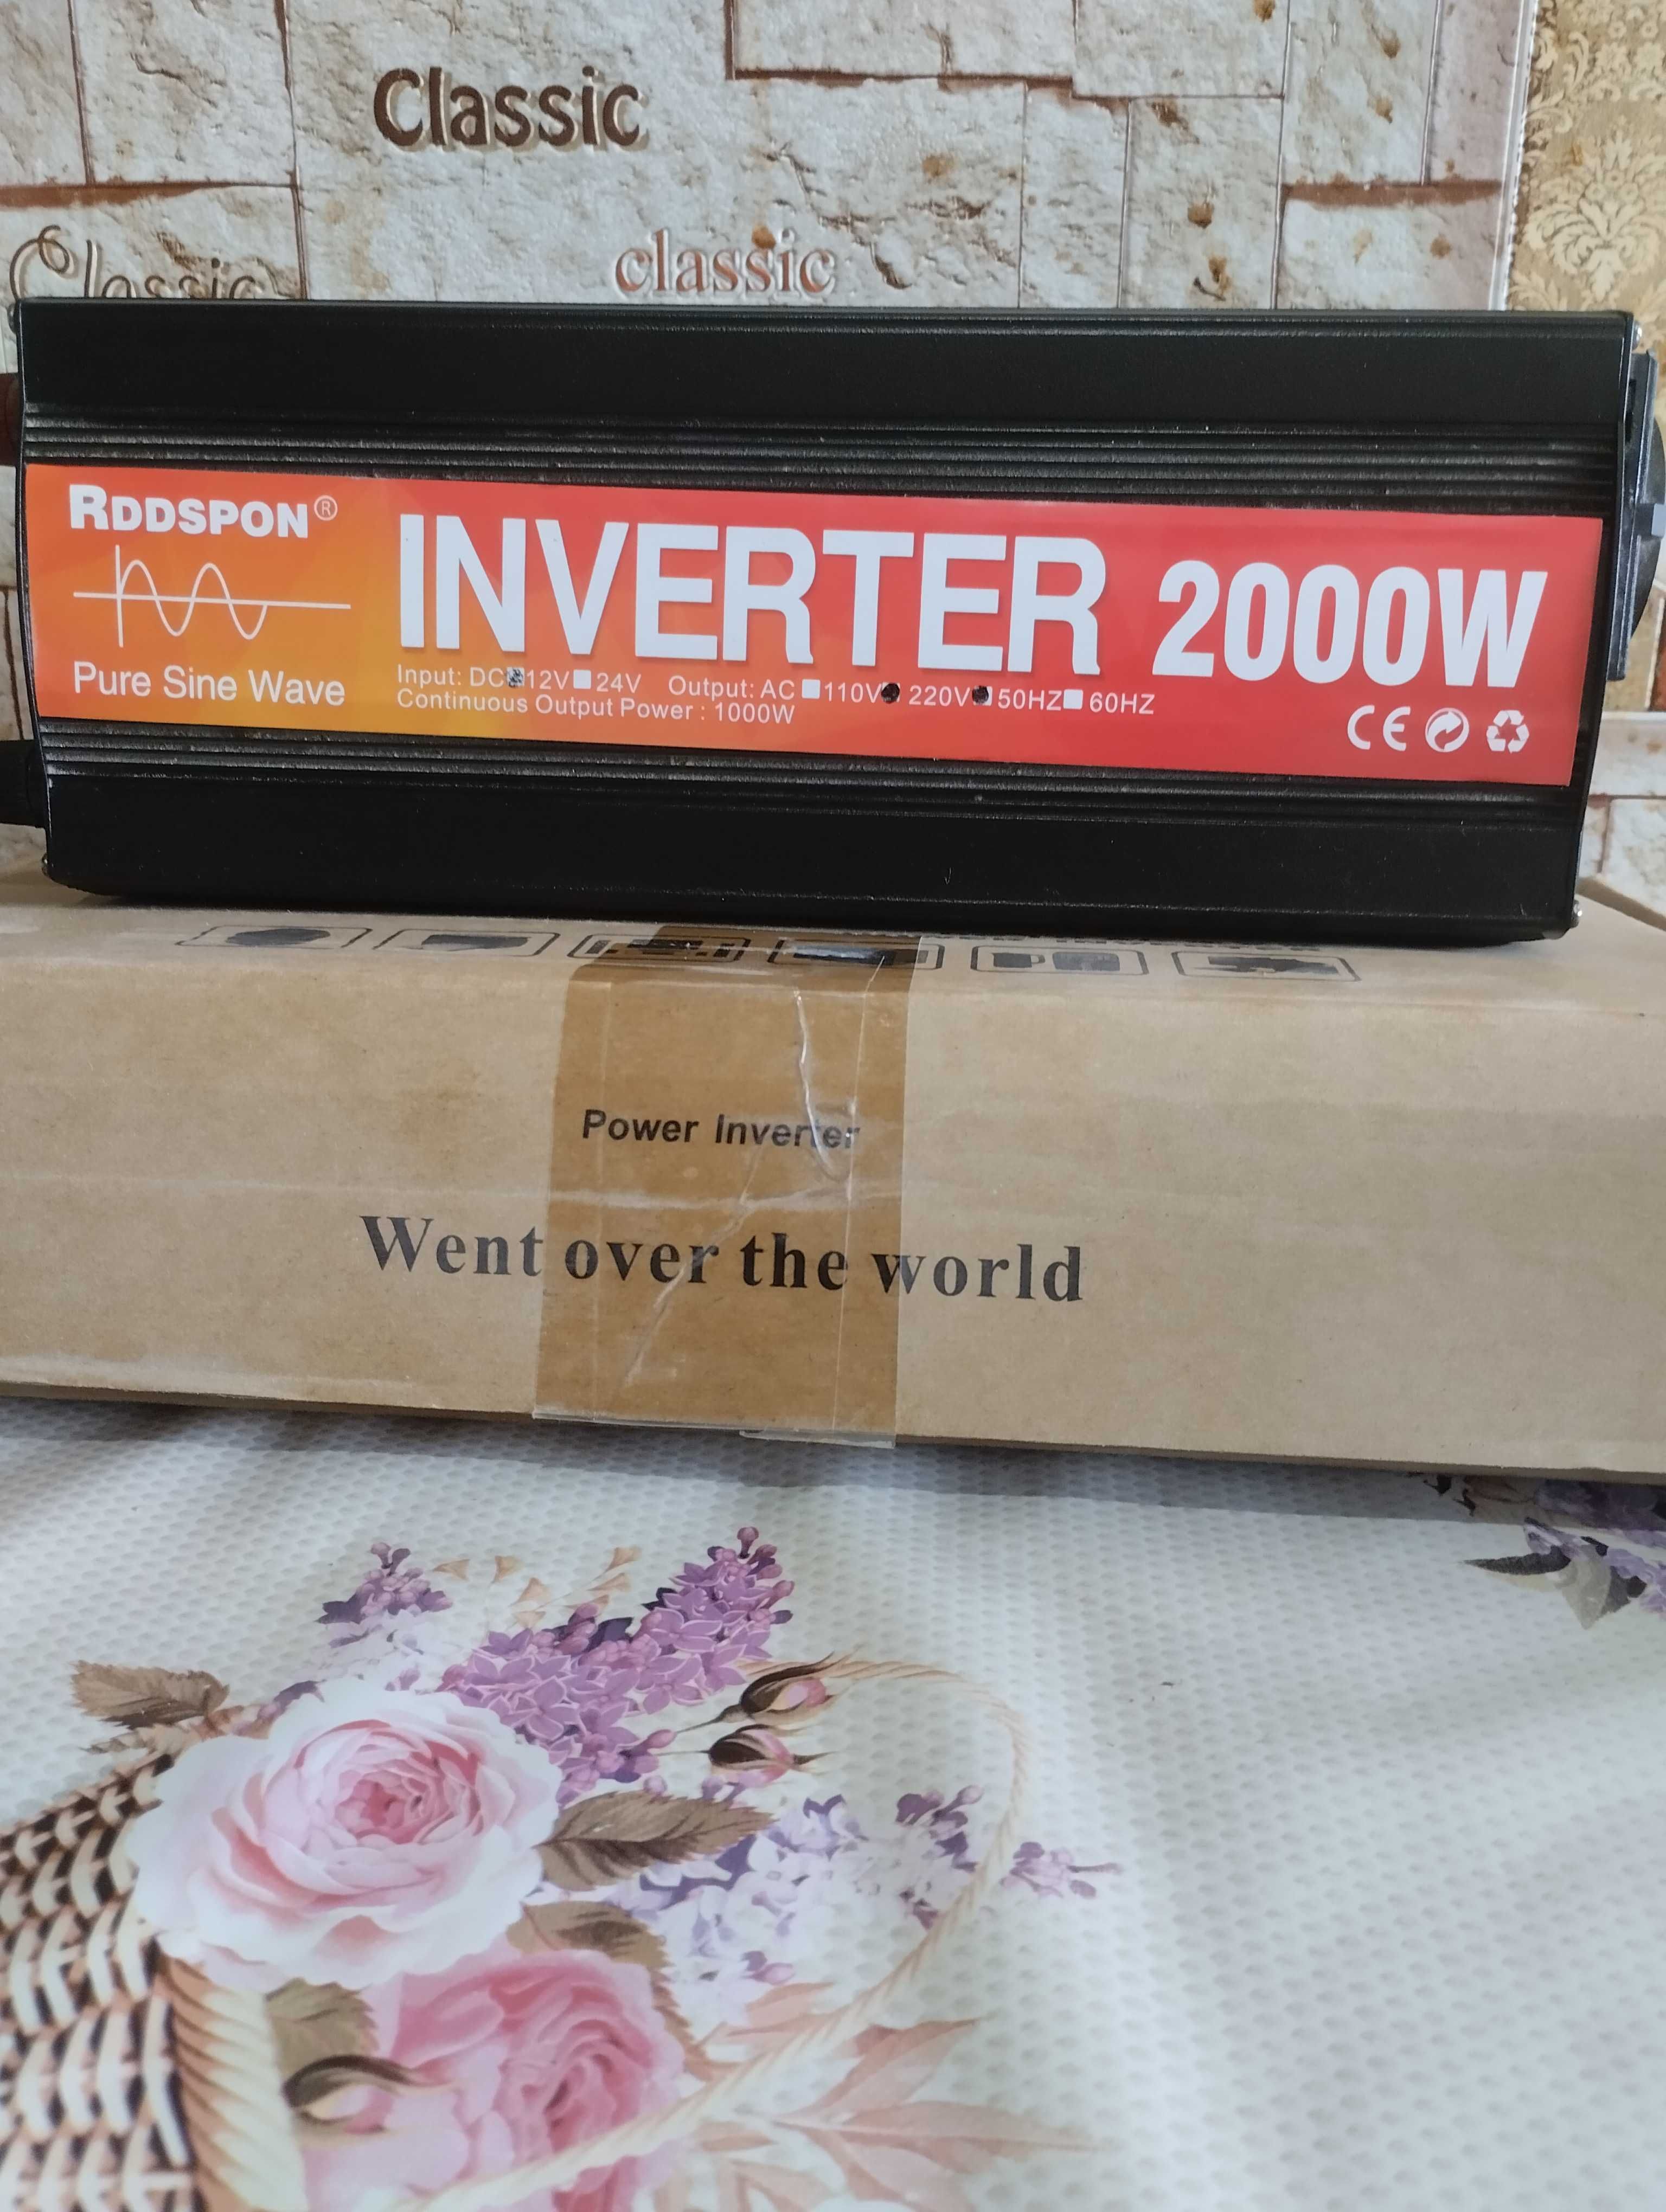 Classic
classic
Classic
RDDSPON®
INVERTER 2000W
Pure Sine Wave
Input: DC 12V 24V Output: AC 110V 220V 50HZ 60HZ
Continuous Output Power : 1000W
CE
Power Inverter
Went over the world